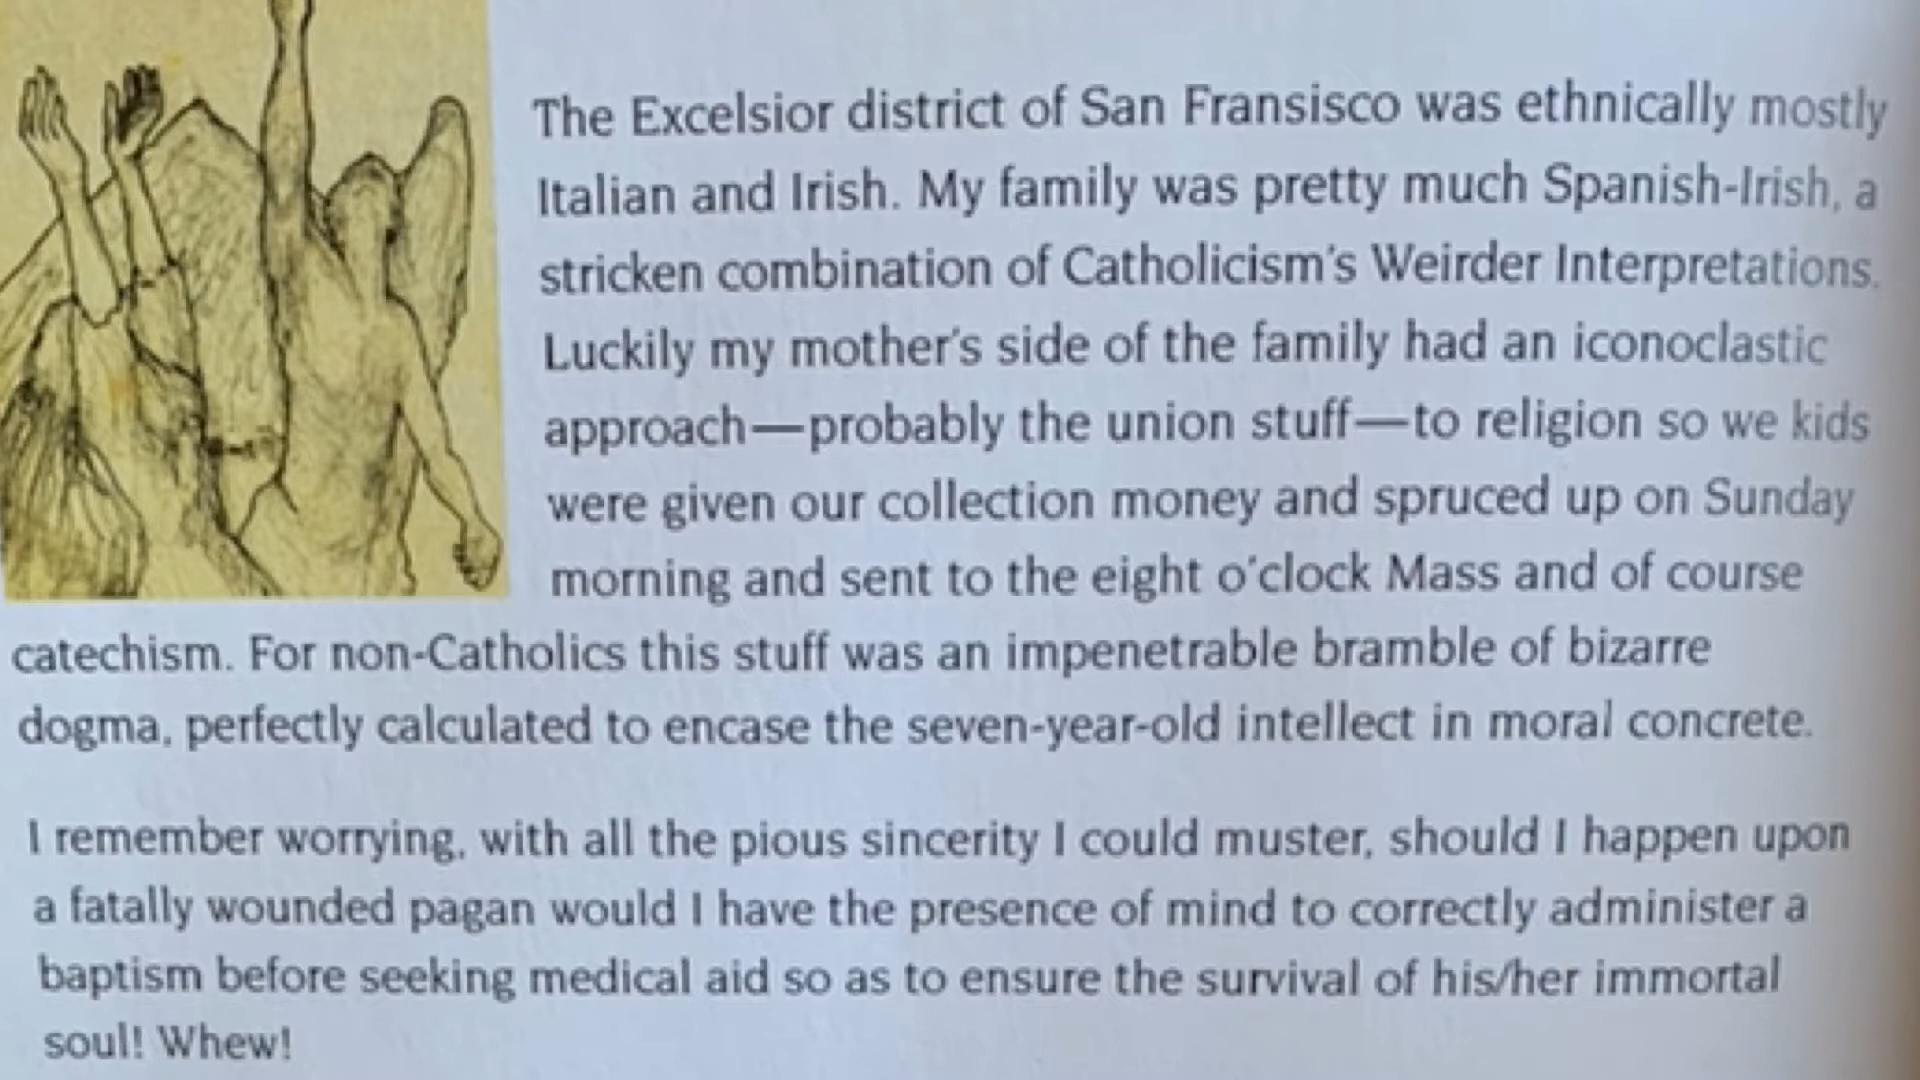 The Excelsior district of San Fransisco was ethnically mostly
Italian and Irish. My family was pretty much Spanish-Irish, a
stricken combination of Catholicism's Weirder Interpretations.
Luckily my mother's side of the family had an iconoclastic
approach—probably the union stuff—to religion so we kids
were given our collection money and spruced up on Sunday
morning and sent to the eight o'clock Mass and of course
catechism. For non-Catholics this stuff was an impenetrable bramble of bizarre
dogma, perfectly calculated to encase the seven-year-old intellect in moral concrete.
I remember worrying, with all the pious sincerity I could muster, should I happen upon
a fatally wounded pagan would I have the presence of mind to correctly administer a
baptism before seeking medical aid so as to ensure the survival of his/her immortal
soul! Whew!